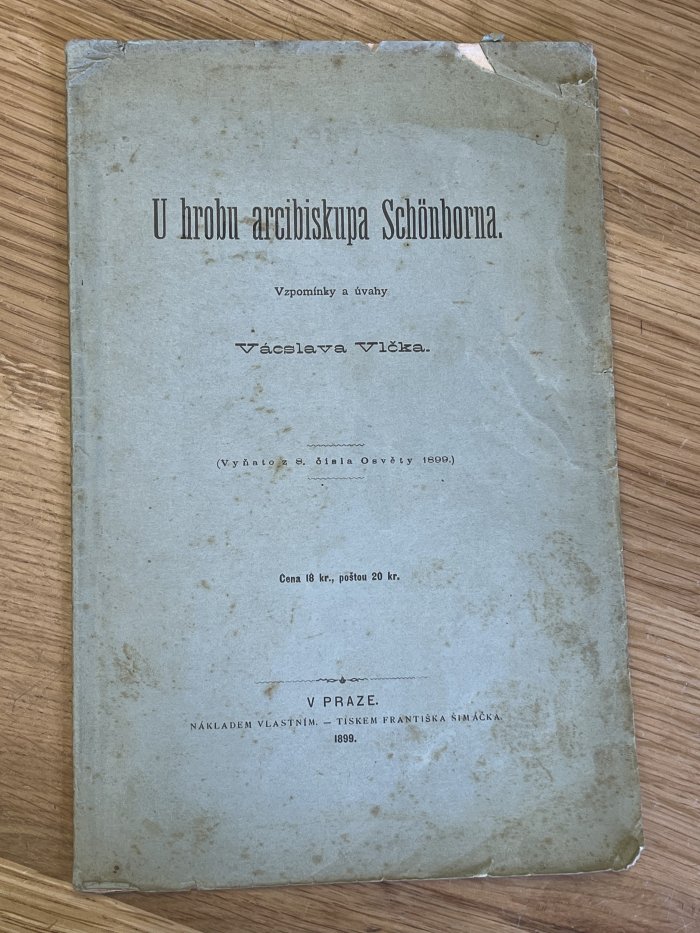 U hrobu arcibiskupa Schönborna.
Vzpomínky a úvahy
Vácslava Vlčka.
(Vyňato z 8. čísla Osvěty 1899.)
Cena 18 kr., poštou 20 kr.
V PRAZE.
NÁKLADEM VLASTNÍM. — TISKEM FRANTIŠKA ŠIMÁČKA.
1899.